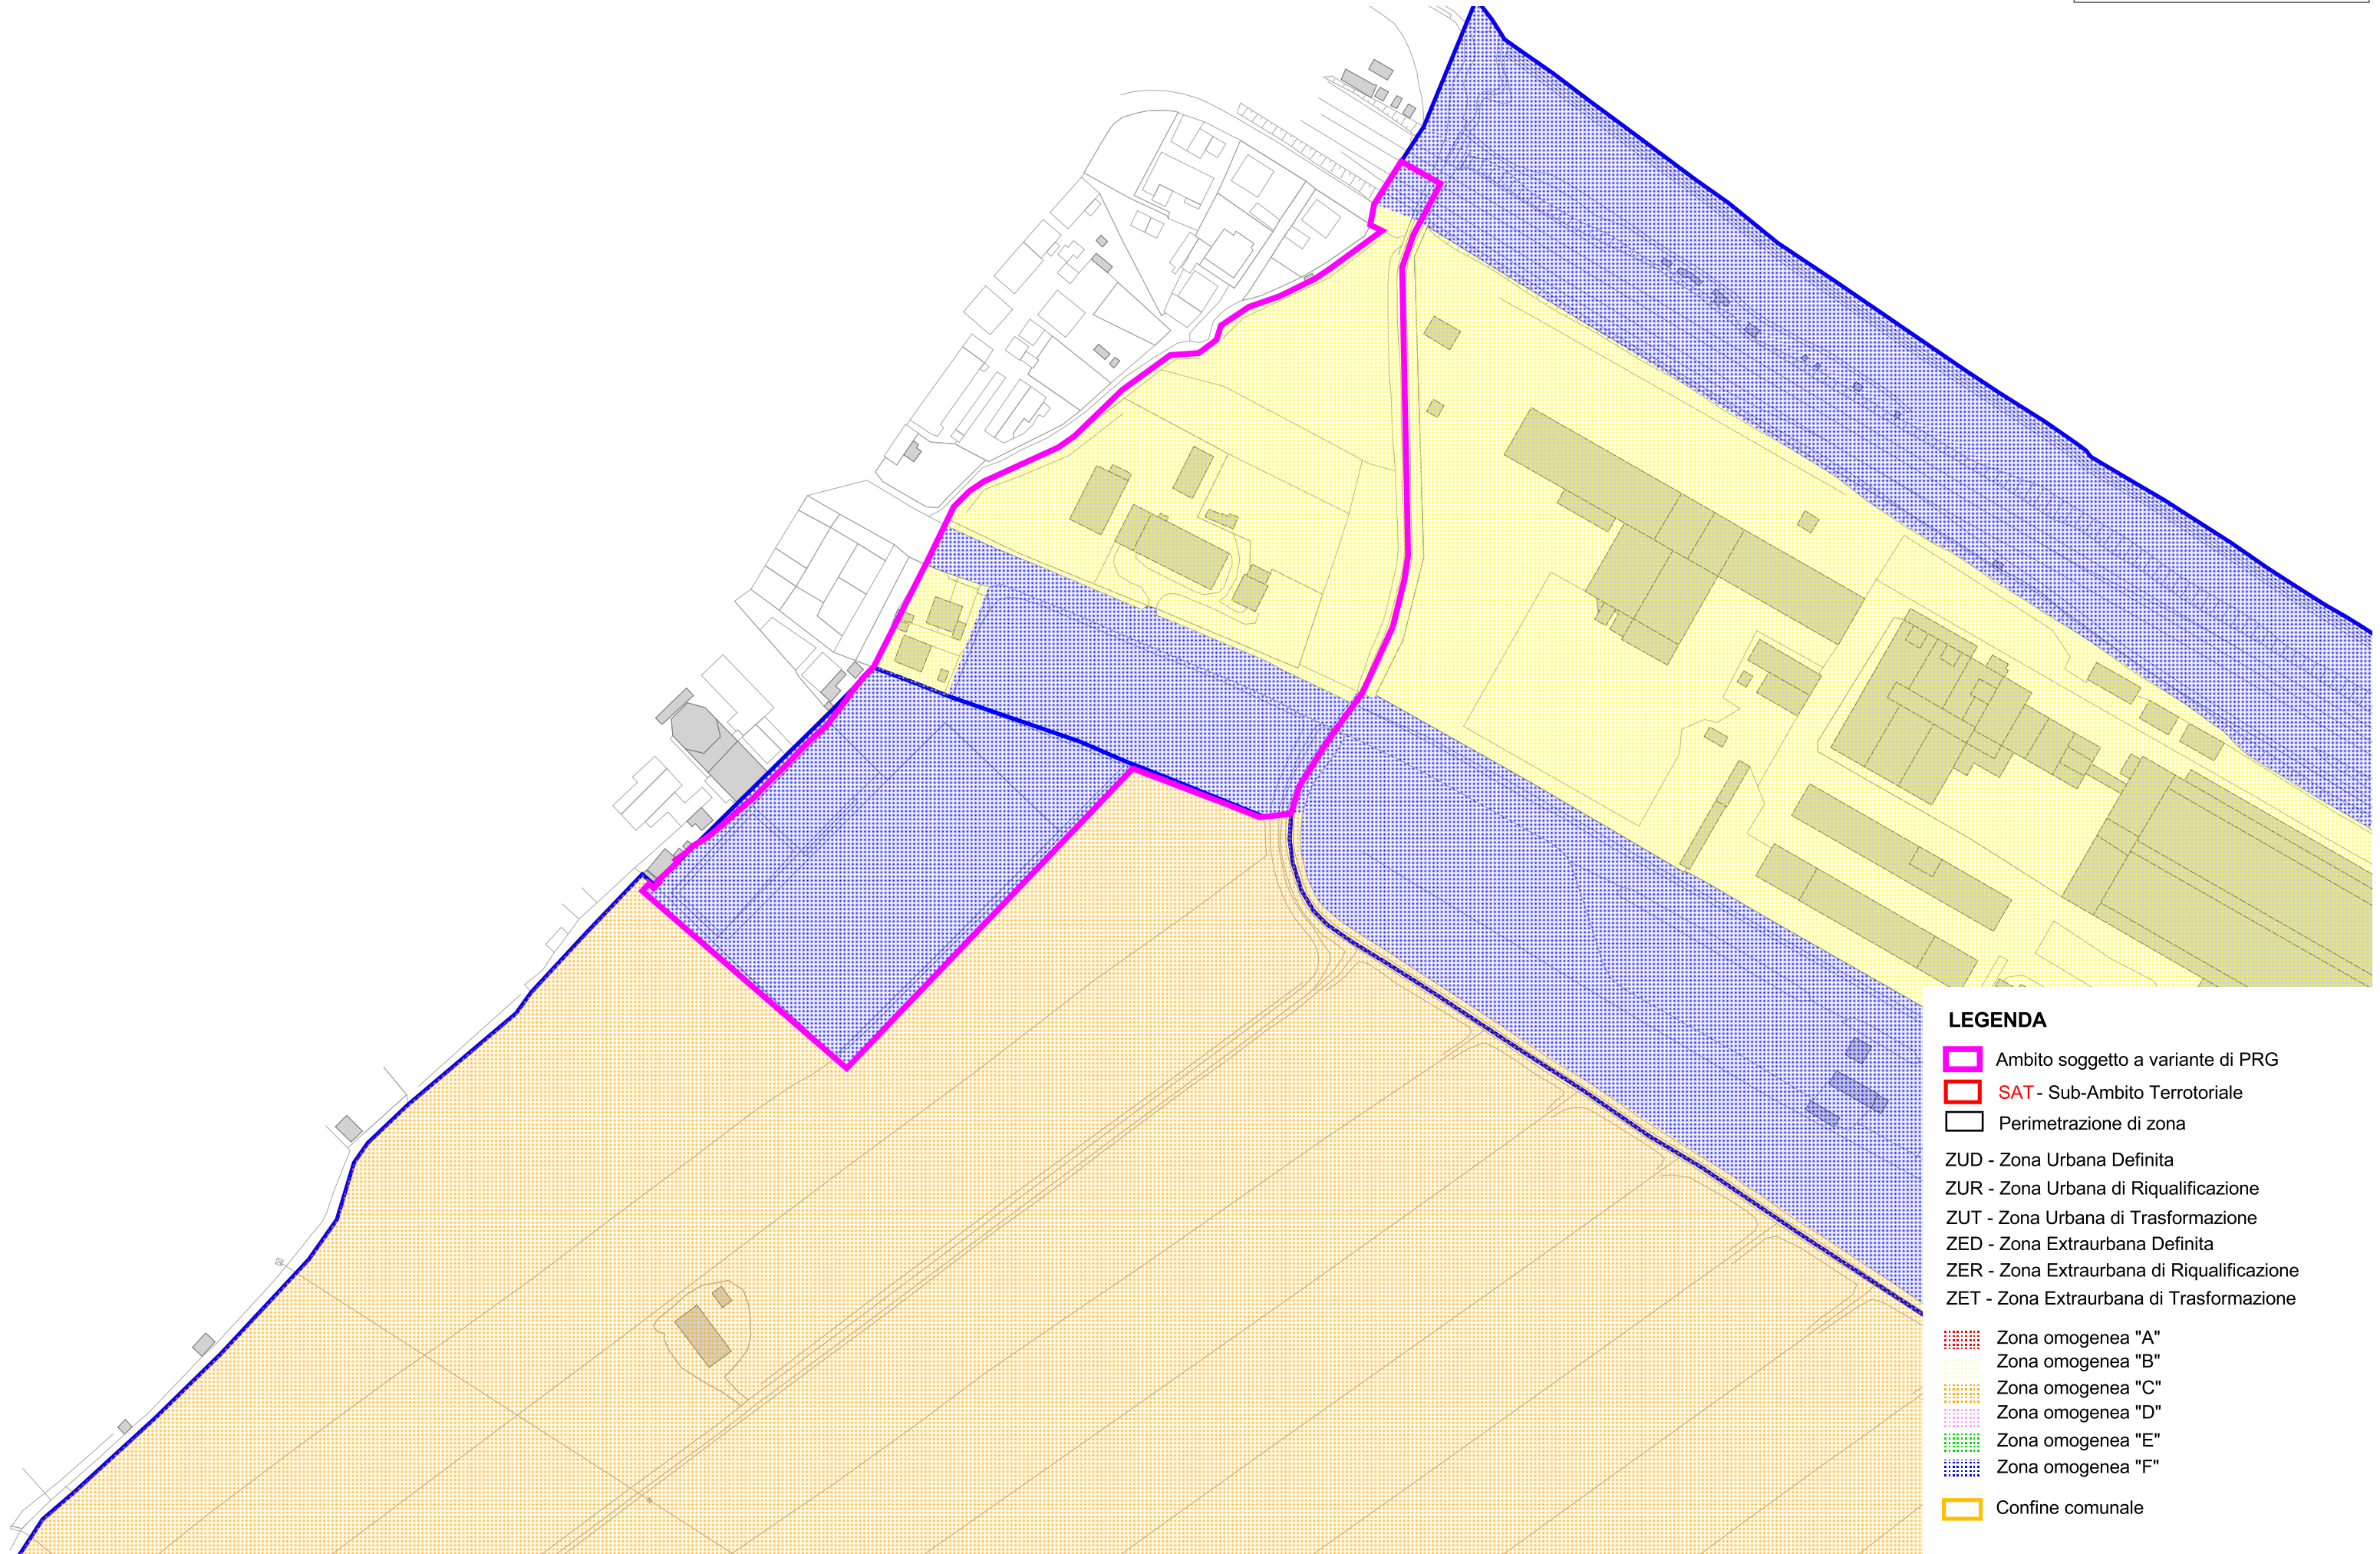 LEGENDA
Ambito soggetto a variante di PRG
SAT - Sub-Ambito Terrotoriale
Perimetrazione di zona
ZUD - Zona Urbana Definita
ZUR - Zona Urbana di Riqualificazione
ZUT - Zona Urbana di Trasformazione
ZED - Zona Extraurbana Definita
ZER - Zona Extraurbana di Riqualificazione
ZET - Zona Extraurbana di Trasformazione
Zona omogenea "A"
Zona omogenea "B"
Zona omogenea "C"
Zona omogenea "D"
Zona omogenea "E"
Zona omogenea "F"
Confine comunale